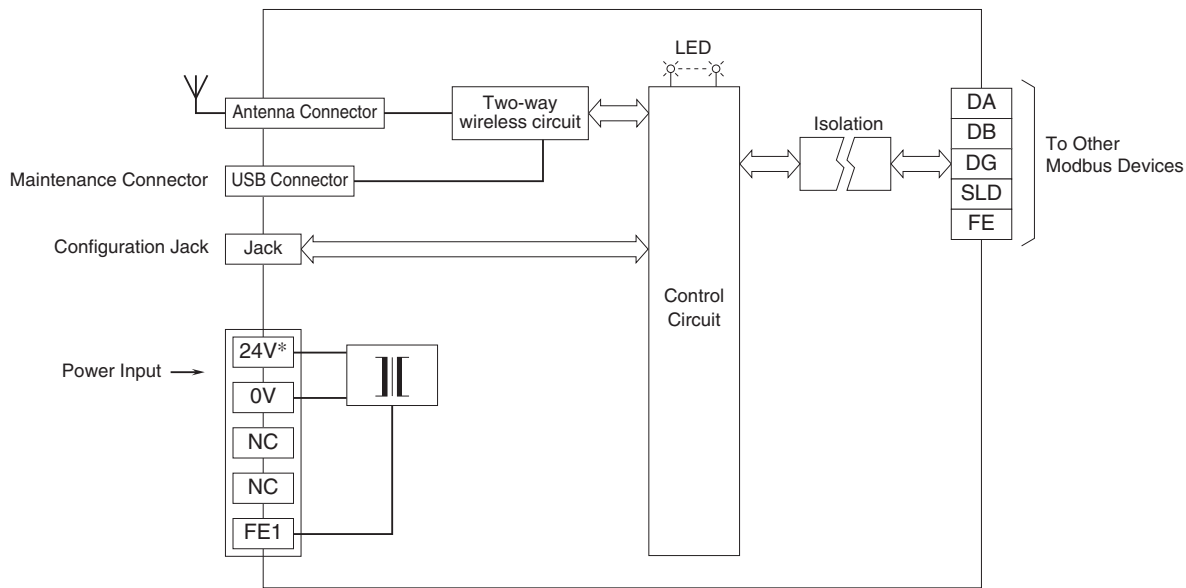 LED
Antenna Connector
Two-way
wireless circuit
Isolation
DA
DB
DG
SLD
FE
To Other
Modbus Devices
Maintenance Connector
USB Connector
Configuration Jack
Jack
Control
Circuit
Power Input
24V*
0V
NC
NC
FE1